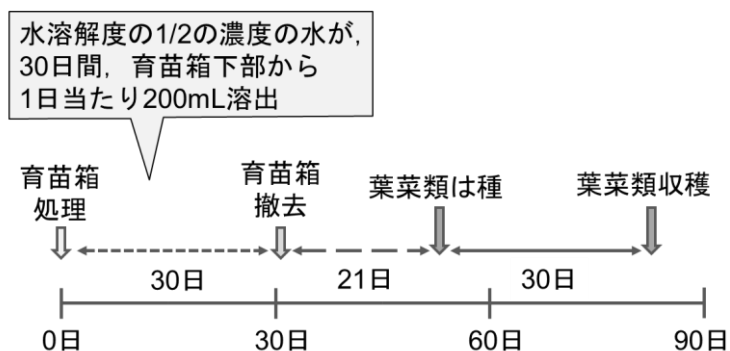 水溶解度の1/2の濃度の水が,
30日間，育苗箱下部から
1日当たり200mL溶出
育苗箱
処理
育苗箱
撤去
葉菜類は種
葉菜類収穫
30日
21日
30日
0日
30日
60日
90日